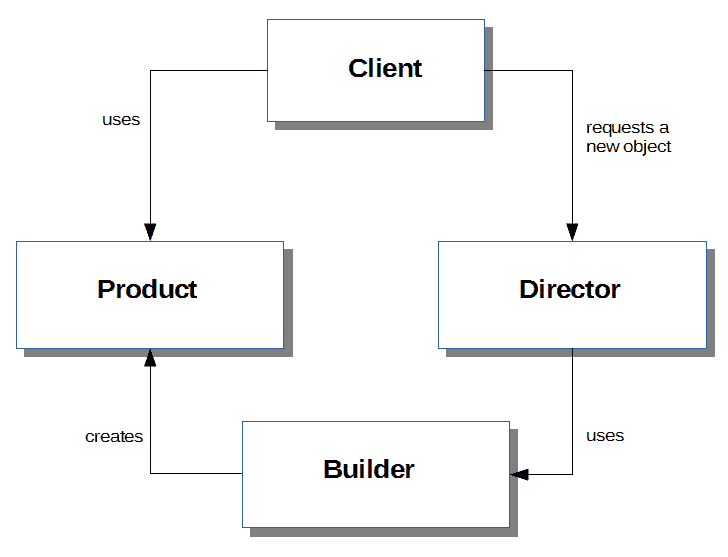 Client
uses
requests a
new object
Product
Director
creates
uses
Builder